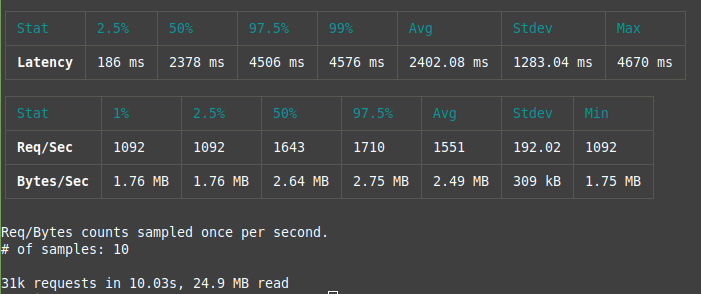 Stat 2.5% 50% 97.5% 99% Avg Stdev Max
Latency 186 ms 2378 ms 4506 ms 4576 ms 2402.08 ms 1283.04 ms 4670 ms
Stat 1% 2.5% 50% 97.5% Avg Stdev Min
Req/Sec 1092 1092 1643 1710 1551 192.02 1092
Bytes/Sec 1.76 MB 1.76 MB 2.64 MB 2.75 MB 2.49 MB 309 kB 1.75 MB
Req/Bytes counts sampled once per second.
# of samples: 10
31k requests in 10.03s, 24.9 MB read